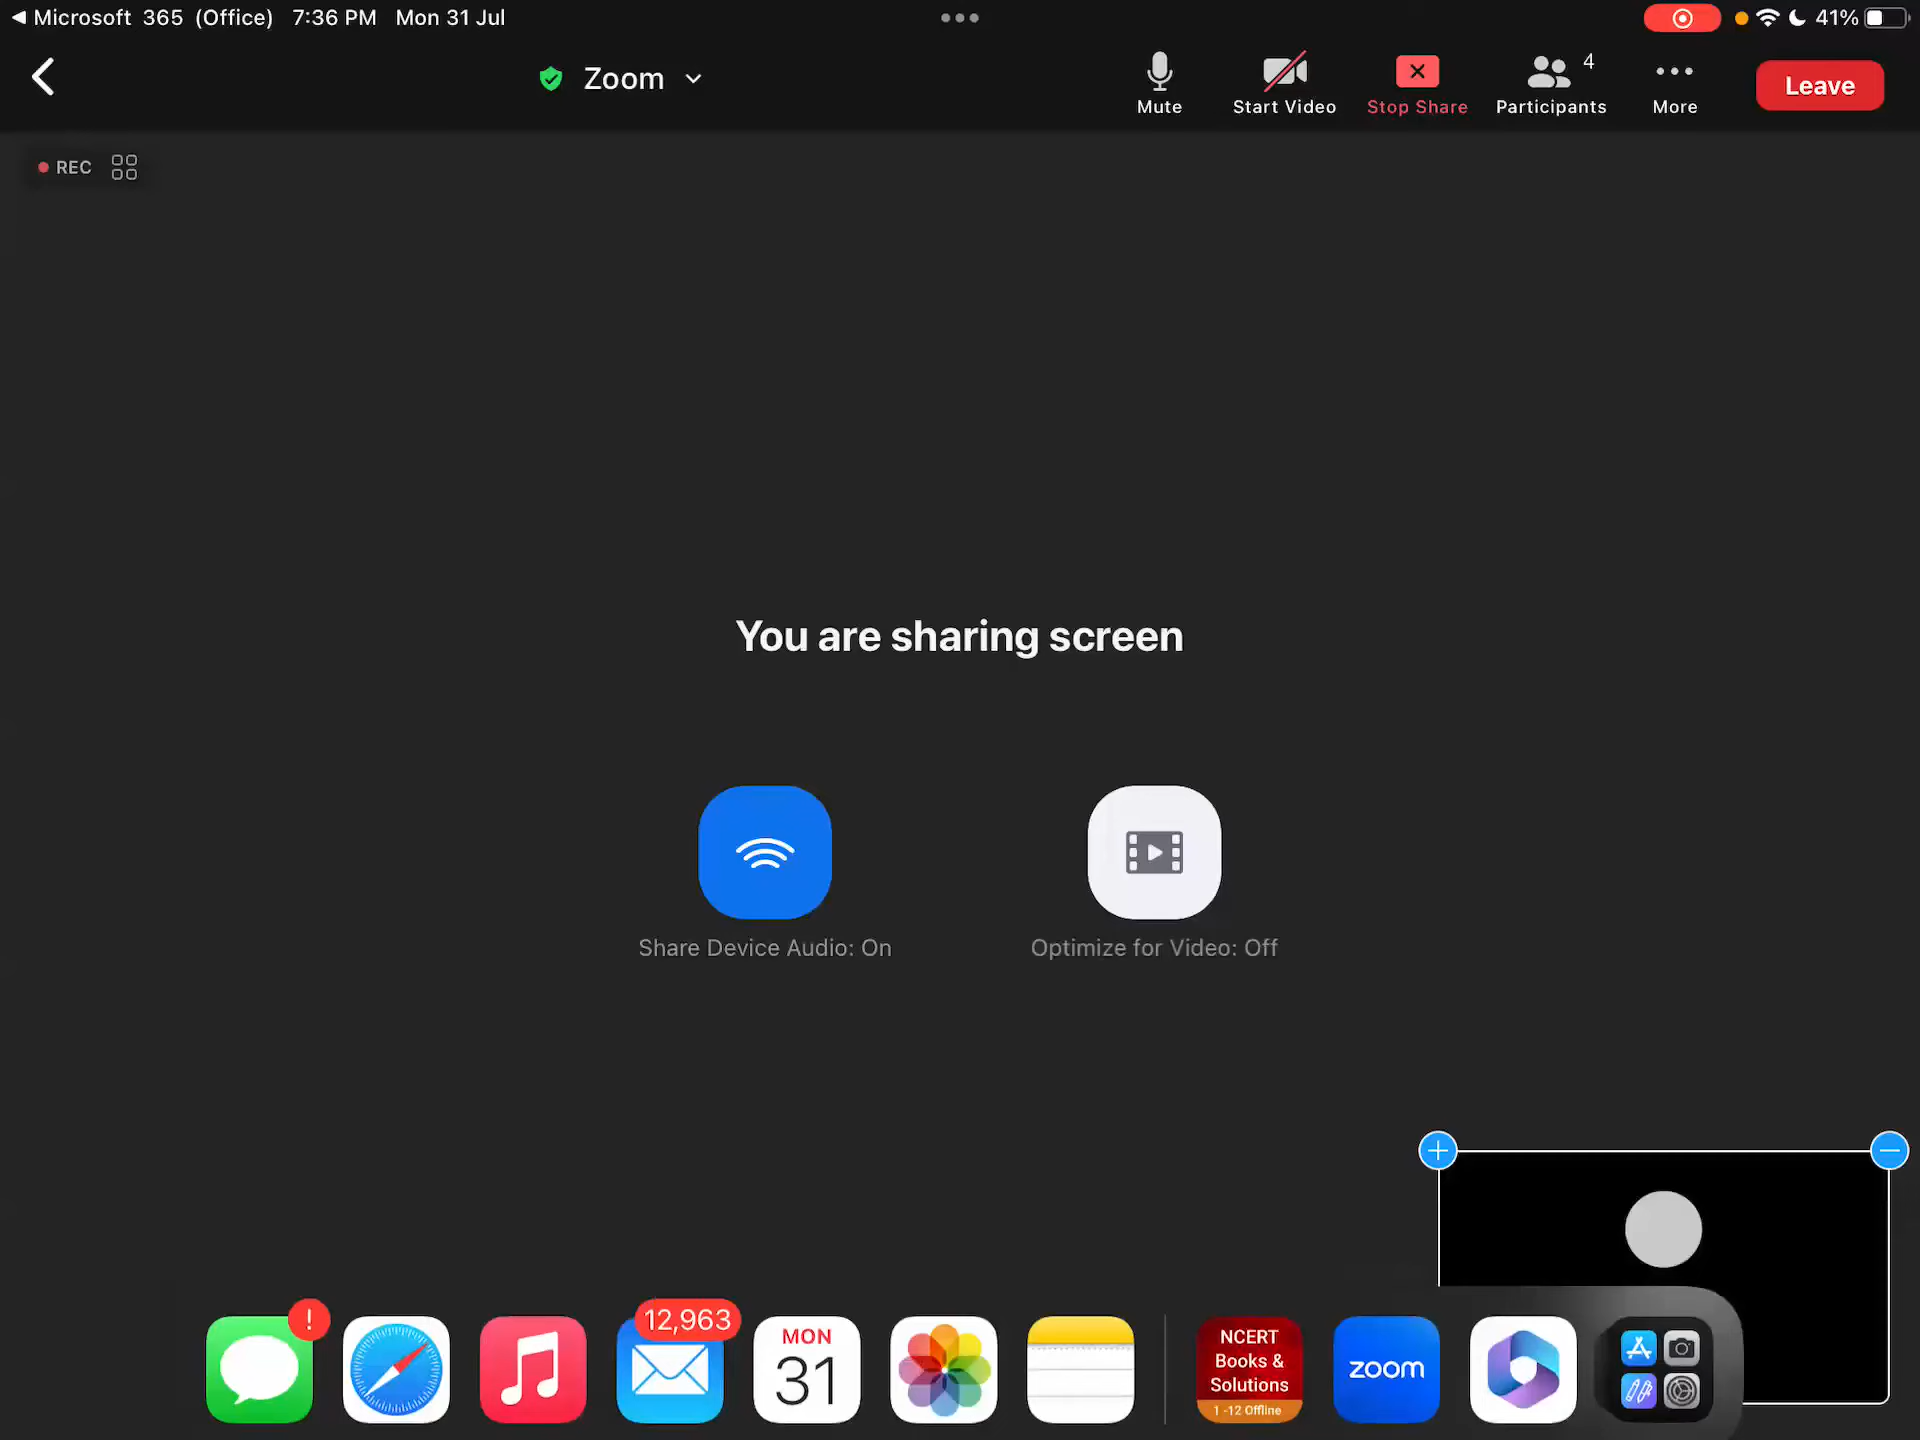 Microsoft 365 (Office) 7:36 PM Mon 31 Jul
41%
Zoom
Mute
Start Video
Stop Share
4
Participants
More
Leave
REC
You are sharing screen
Share Device Audio: On
Optimize for Video: Off
!
12,963
MON
31
NCERT
Books &
Solutions
1 -12 Offline
zoom